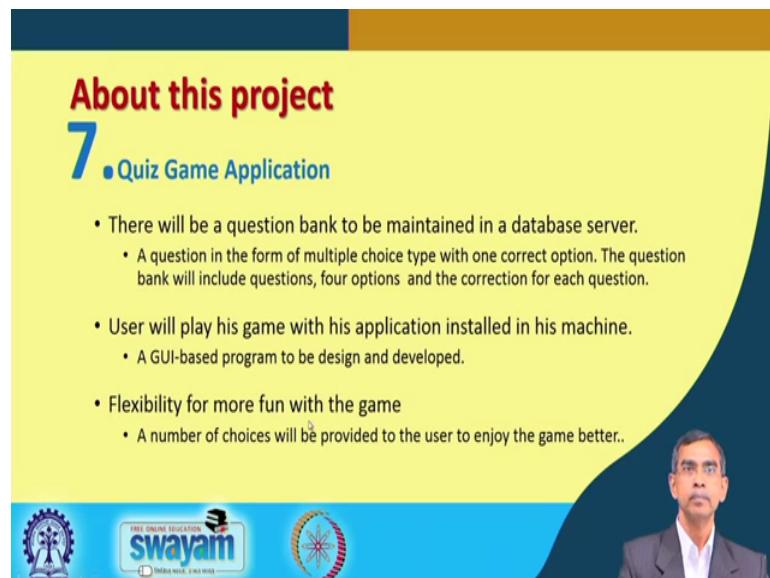 About this project
7. Quiz Game Application
• There will be a question bank to be maintained in a database server.
• A question in the form of multiple choice type with one correct option. The question
bank will include questions, four options and the correction for each question.
• User will play his game with his application installed in his machine.
• A GUI-based program to be design and developed.
• Flexibility for more fun with the game
• A number of choices will be provided to the user to enjoy the game better..
FREE ONLINE EDUCATION
swayam